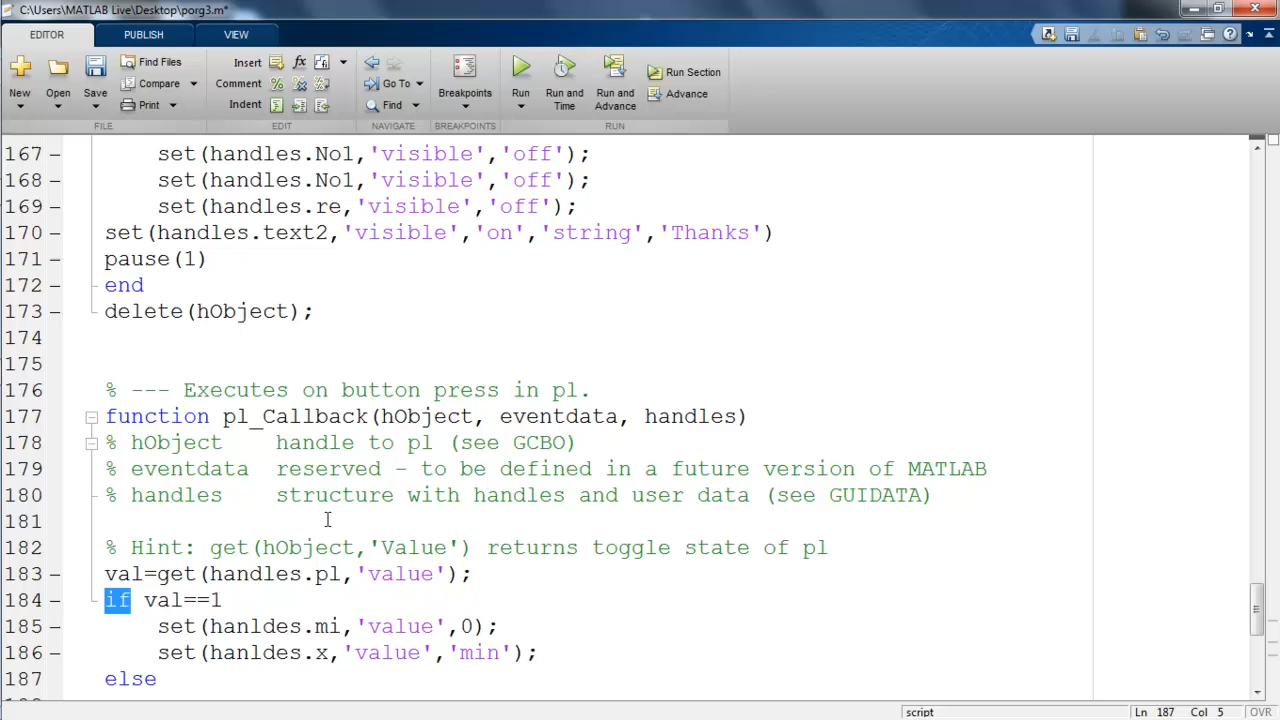 C:\Users\MATLAB Live\Desktop\porg3.m*
EDITOR PUBLISH VIEW
New Open Save Find Files Compare Print
Insert fx
Comment %
Indent
Go To
Find
Breakpoints
Run Run and Time Run and Advance Run Section Advance
FILE EDIT NAVIGATE BREAKPOINTS RUN
167 – set(handles.No1,'visible','off');
168 – set(handles.No1,'visible','off');
169 – set(handles.re,'visible','off');
170 – set(handles.text2,'visible','on','string','Thanks')
171 – pause(1)
172 – end
173 – delete(hObject);
174
175
176 % --- Executes on button press in pl.
177 function pl_Callback(hObject, eventdata, handles)
178 % hObject    handle to pl (see GCBO)
179 % eventdata  reserved - to be defined in a future version of MATLAB
180 % handles    structure with handles and user data (see GUIDATA)
181
182 % Hint: get(hObject,'Value') returns toggle state of pl
183 – val=get(handles.pl,'value');
184 – if val==1
185 – set(hanldes.mi,'value',0);
186 – set(hanldes.x,'value','min');
187 else
script Ln 187 Col 5 OVR